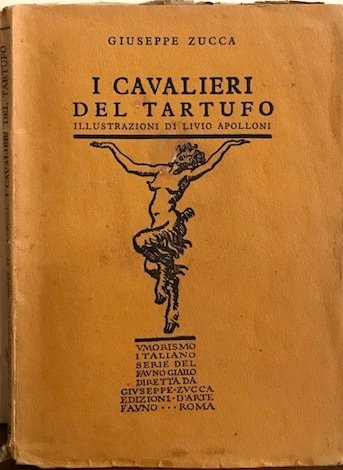 GIUSEPPE ZUCCA
I CAVALIERI
DEL TARTUFO
ILLUSTRAZIONI DI LIVIO APOLLONI
VMORISMO
ITALIANO
SERIE DEL
FAVNO GIALLO
DIRETTA DA
GIVSEPPE·ZVCCA
EDIZIONI·D'ARTE
FAVNO···ROMA
DEL TARTUFO